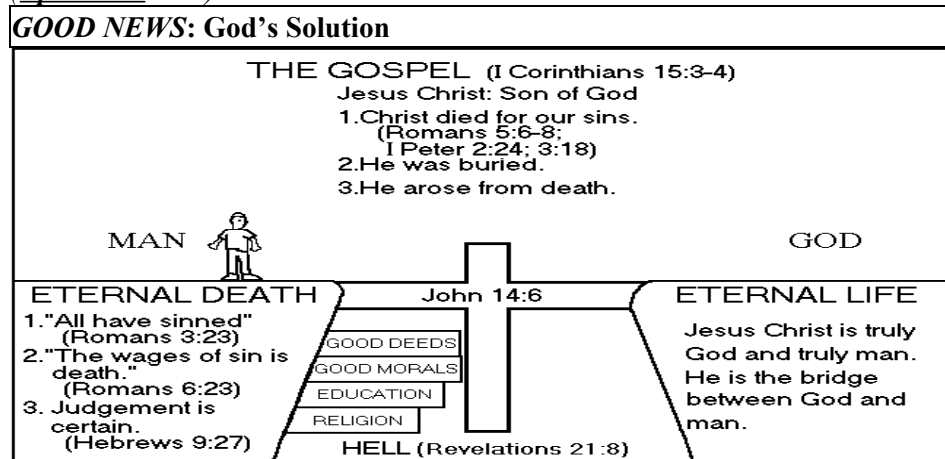 GOOD NEWS: God's Solution
THE GOSPEL (I Corinthians 15:3-4)
Jesus Christ: Son of God
1.Christ died for our sins.
(Romans 5:6-8;
I Peter 2:24; 3:18)
2.He was buried.
3.He arose from death.
MAN
GOD
ETERNAL DEATH
1."All have sinned"
(Romans 3:23)
2."The wages of sin is
death."
(Romans 6:23)
3. Judgement is
certain.
(Hebrews 9:27)
John 14:6
GOOD DEEDS
GOOD MORALS
EDUCATION
RELIGION
HELL (Revelations 21:8)
ETERNAL LIFE
Jesus Christ is truly
God and truly man.
He is the bridge
between God and
man.